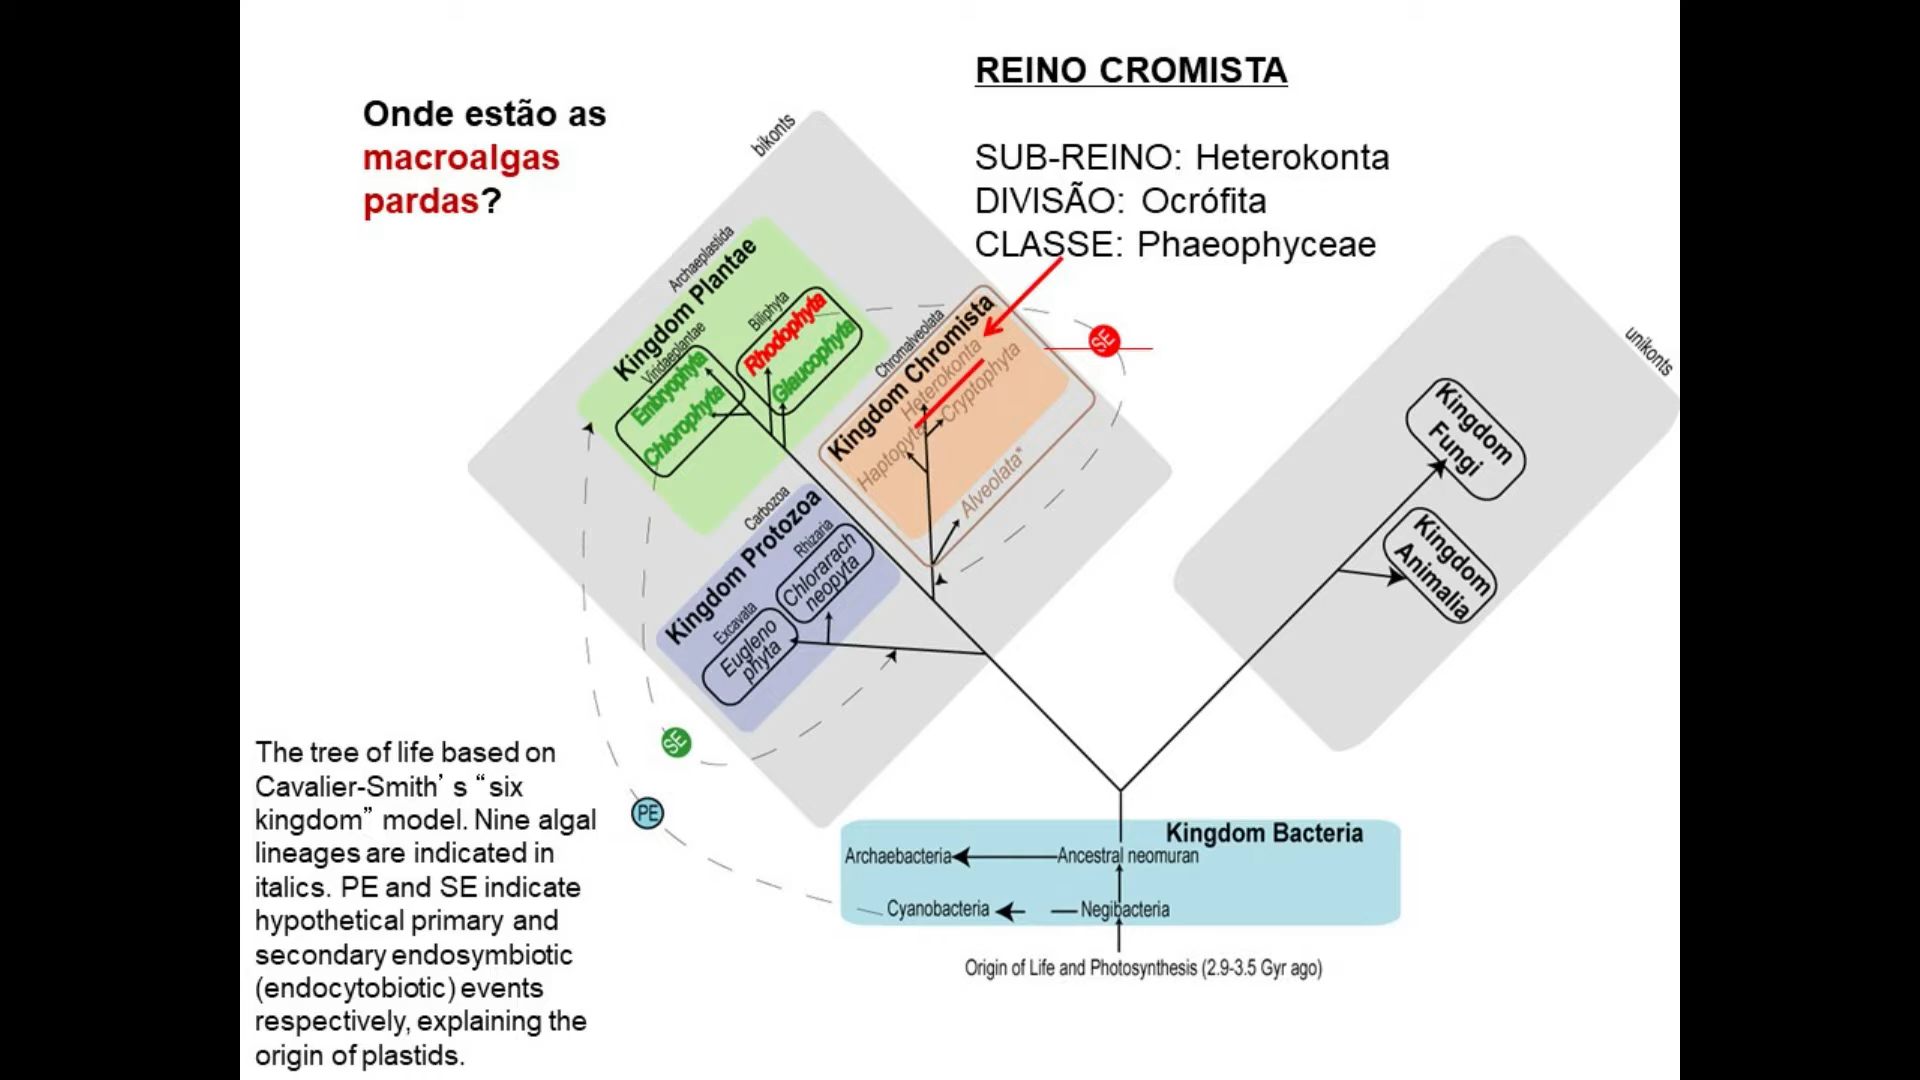 REINO CROMISTA
Onde estão as
macroalgas
pardas?
SUB-REINO: Heterokonta
DIVISÃO: Ocrófita
CLASSE: Phaeophyceae
bikonts
Archaeplastida
Kingdom Plantae
Viridaeplantae
Embryophyta
Chlorophyta
Biliphyta
Rhodophyta
Glaucophyta
Chromalveolata
Kingdom Chromista
Heterokonta
Cryptophyta
Haptopyta
Alveolata*
SE
Carbozoa
Kingdom Protozoa
Rhizaria
Chlorarach
neopyta
Excavata
Eugleno
phyta
SE
PE
unikonts
Kingdom
Fungi
Kingdom
Animalia
The tree of life based on
Cavalier-Smith’ s “six
kingdom” model. Nine algal
lineages are indicated in
italics. PE and SE indicate
hypothetical primary and
secondary endosymbiotic
(endocytobiotic) events
respectively, explaining the
origin of plastids.
Kingdom Bacteria
Archaebacteria
Ancestral neomuran
Cyanobacteria
Negibacteria
Origin of Life and Photosynthesis (2.9-3.5 Gyr ago)